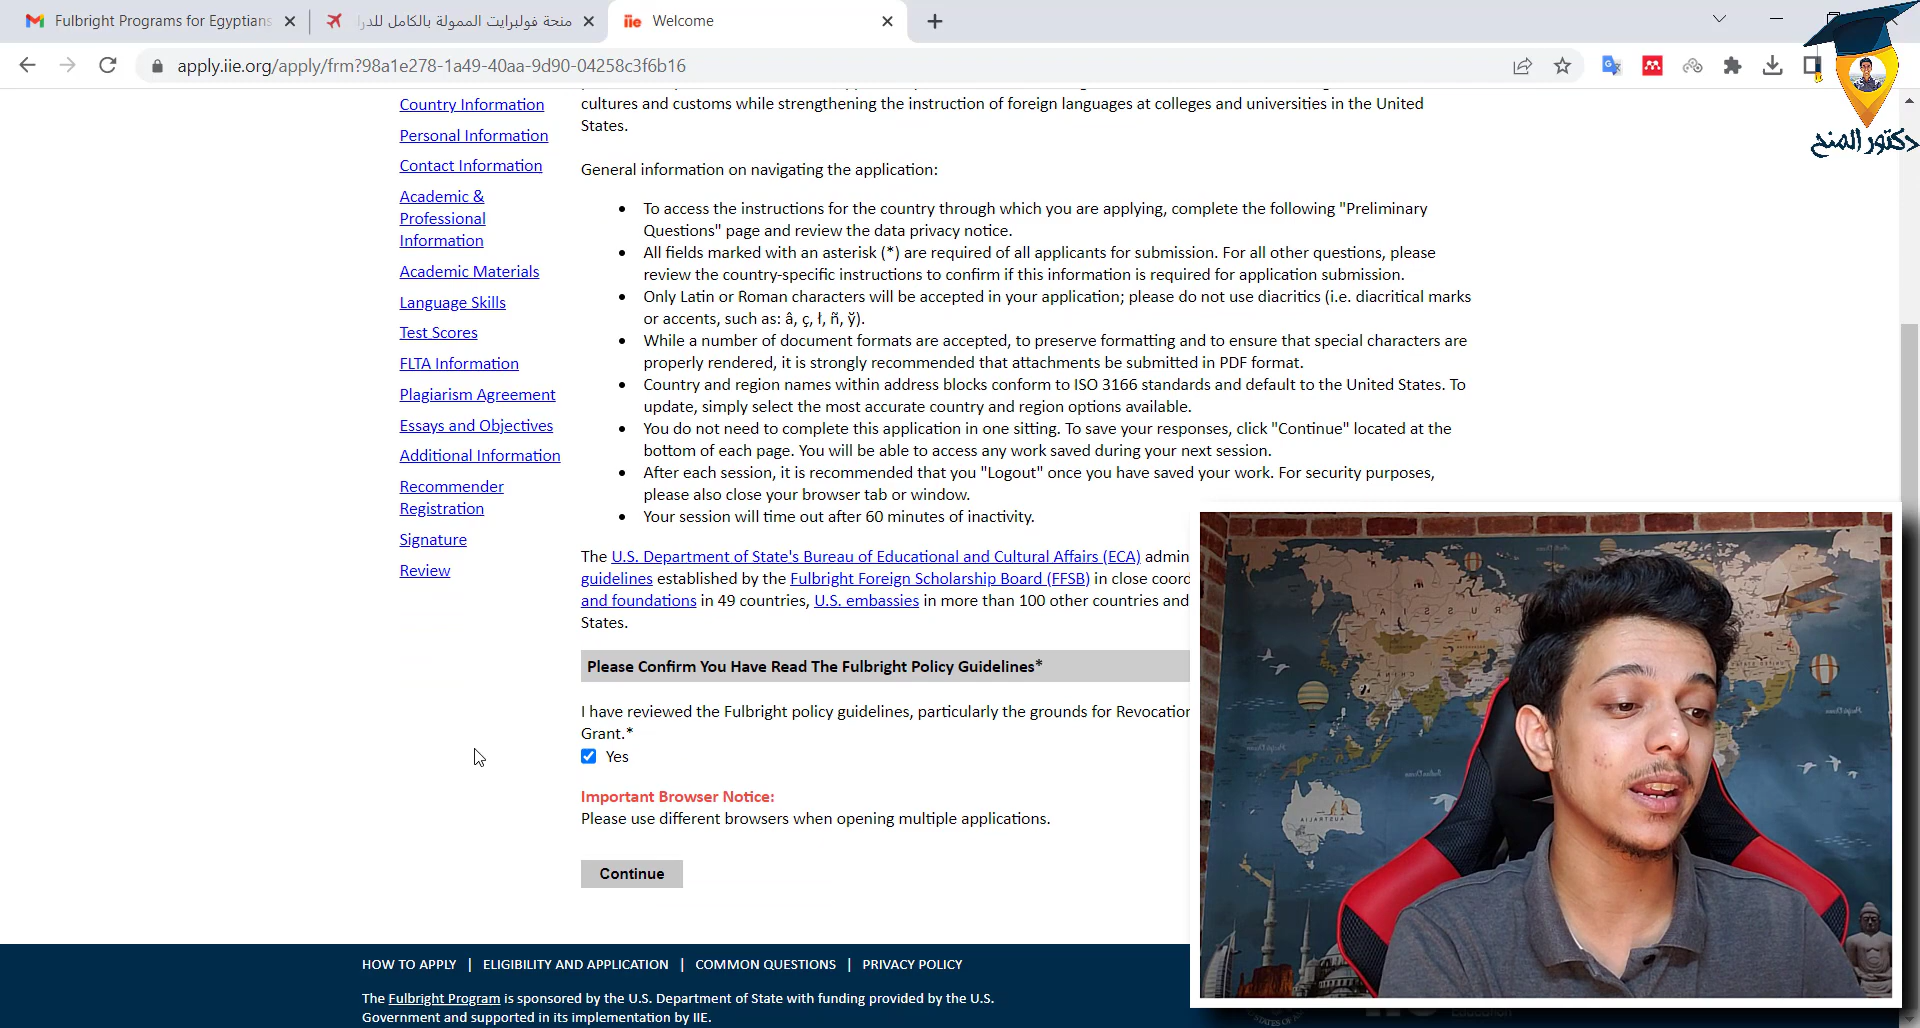 Fulbright Programs for Egyptians
منحة فولبرايت الممولة بالكامل للدرا
iie Welcome
apply.iie.org/apply/frm?98a1e278-1a49-40aa-9d90-04258c3f6b16
دكتور المنح
Country Information
Personal Information
Contact Information
Academic &
Professional
Information
Academic Materials
Language Skills
Test Scores
FLTA Information
Plagiarism Agreement
Essays and Objectives
Additional Information
Recommender
Registration
Signature
Review
cultures and customs while strengthening the instruction of foreign languages at colleges and universities in the United
States.
General information on navigating the application:
• To access the instructions for the country through which you are applying, complete the following "Preliminary
Questions" page and review the data privacy notice.
• All fields marked with an asterisk (*) are required of all applicants for submission. For all other questions, please
review the country-specific instructions to confirm if this information is required for application submission.
• Only Latin or Roman characters will be accepted in your application; please do not use diacritics (i.e. diacritical marks
or accents, such as: â, ç, ł, ñ, ў).
• While a number of document formats are accepted, to preserve formatting and to ensure that special characters are
properly rendered, it is strongly recommended that attachments be submitted in PDF format.
• Country and region names within address blocks conform to ISO 3166 standards and default to the United States. To
update, simply select the most accurate country and region options available.
• You do not need to complete this application in one sitting. To save your responses, click "Continue" located at the
bottom of each page. You will be able to access any work saved during your next session.
• After each session, it is recommended that you "Logout" once you have saved your work. For security purposes,
please also close your browser tab or window.
• Your session will time out after 60 minutes of inactivity.
The U.S. Department of State's Bureau of Educational and Cultural Affairs (ECA) admin
guidelines established by the Fulbright Foreign Scholarship Board (FFSB) in close coord
and foundations in 49 countries, U.S. embassies in more than 100 other countries and
States.
Please Confirm You Have Read The Fulbright Policy Guidelines*
I have reviewed the Fulbright policy guidelines, particularly the grounds for Revocation
Grant.*
Yes
Important Browser Notice:
Please use different browsers when opening multiple applications.
Continue
HOW TO APPLY | ELIGIBILITY AND APPLICATION | COMMON QUESTIONS | PRIVACY POLICY
The Fulbright Program is sponsored by the U.S. Department of State with funding provided by the U.S.
Government and supported in its implementation by IIE.
RUSSIA
CHINA
AUSTRALIA